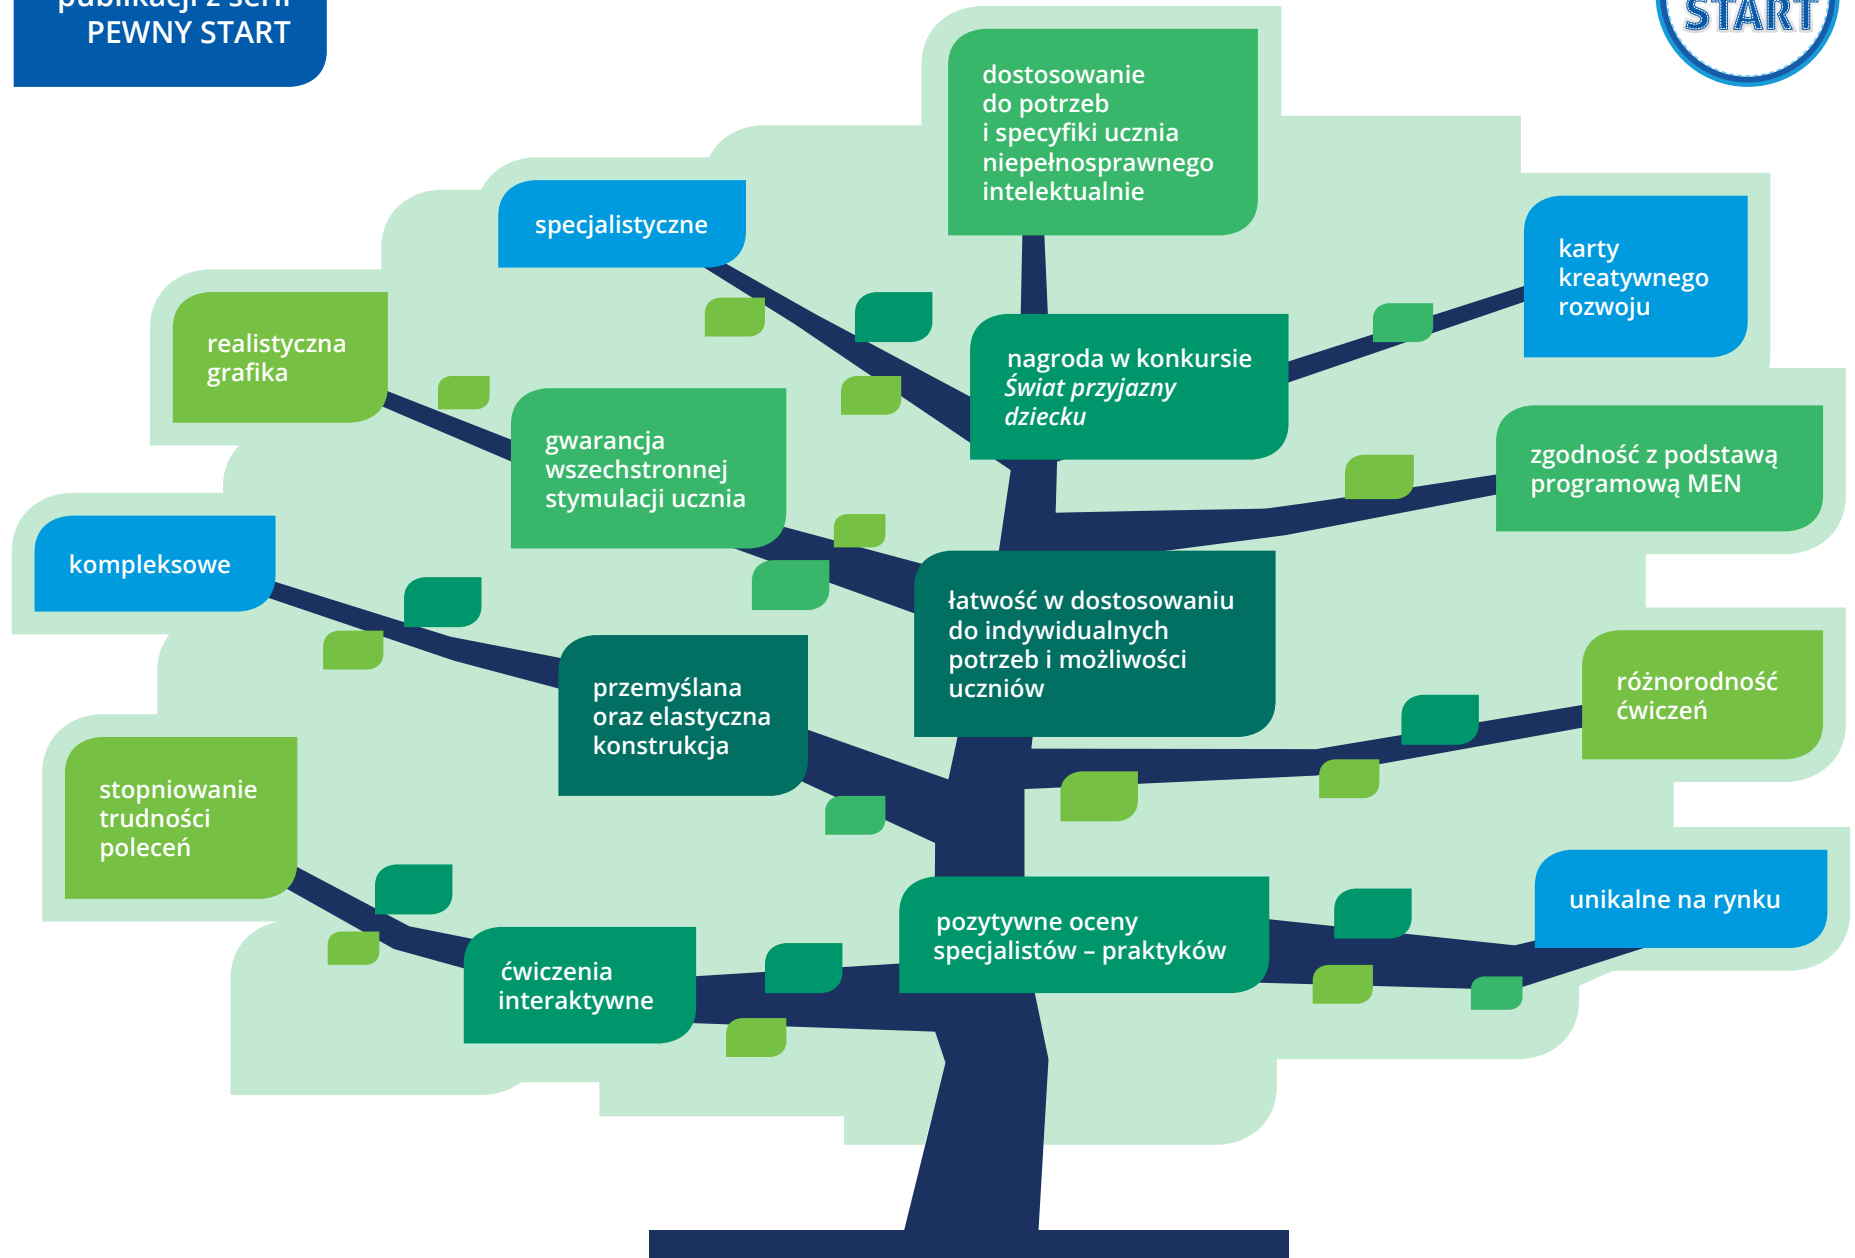 publikacji z serii
PEWNY START
START
dostosowanie
do potrzeb
i specyfiki ucznia
niepełnosprawnego
intelektualnie
specjalistyczne
karty
kreatywnego
rozwoju
realistyczna
grafika
nagroda w konkursie
Świat przyjazny
dziecku
gwarancja
wszechstronnej
stymulacji ucznia
zgodność z podstawą
programową MEN
kompleksowe
łatwość w dostosowaniu
do indywidualnych
potrzeb i możliwości
uczniów
przemyślana
oraz elastyczna
konstrukcja
różnorodność
ćwiczeń
stopniowanie
trudności
poleceń
unikalne na rynku
pozytywne oceny
specjalistów – praktyków
ćwiczenia
interaktywne